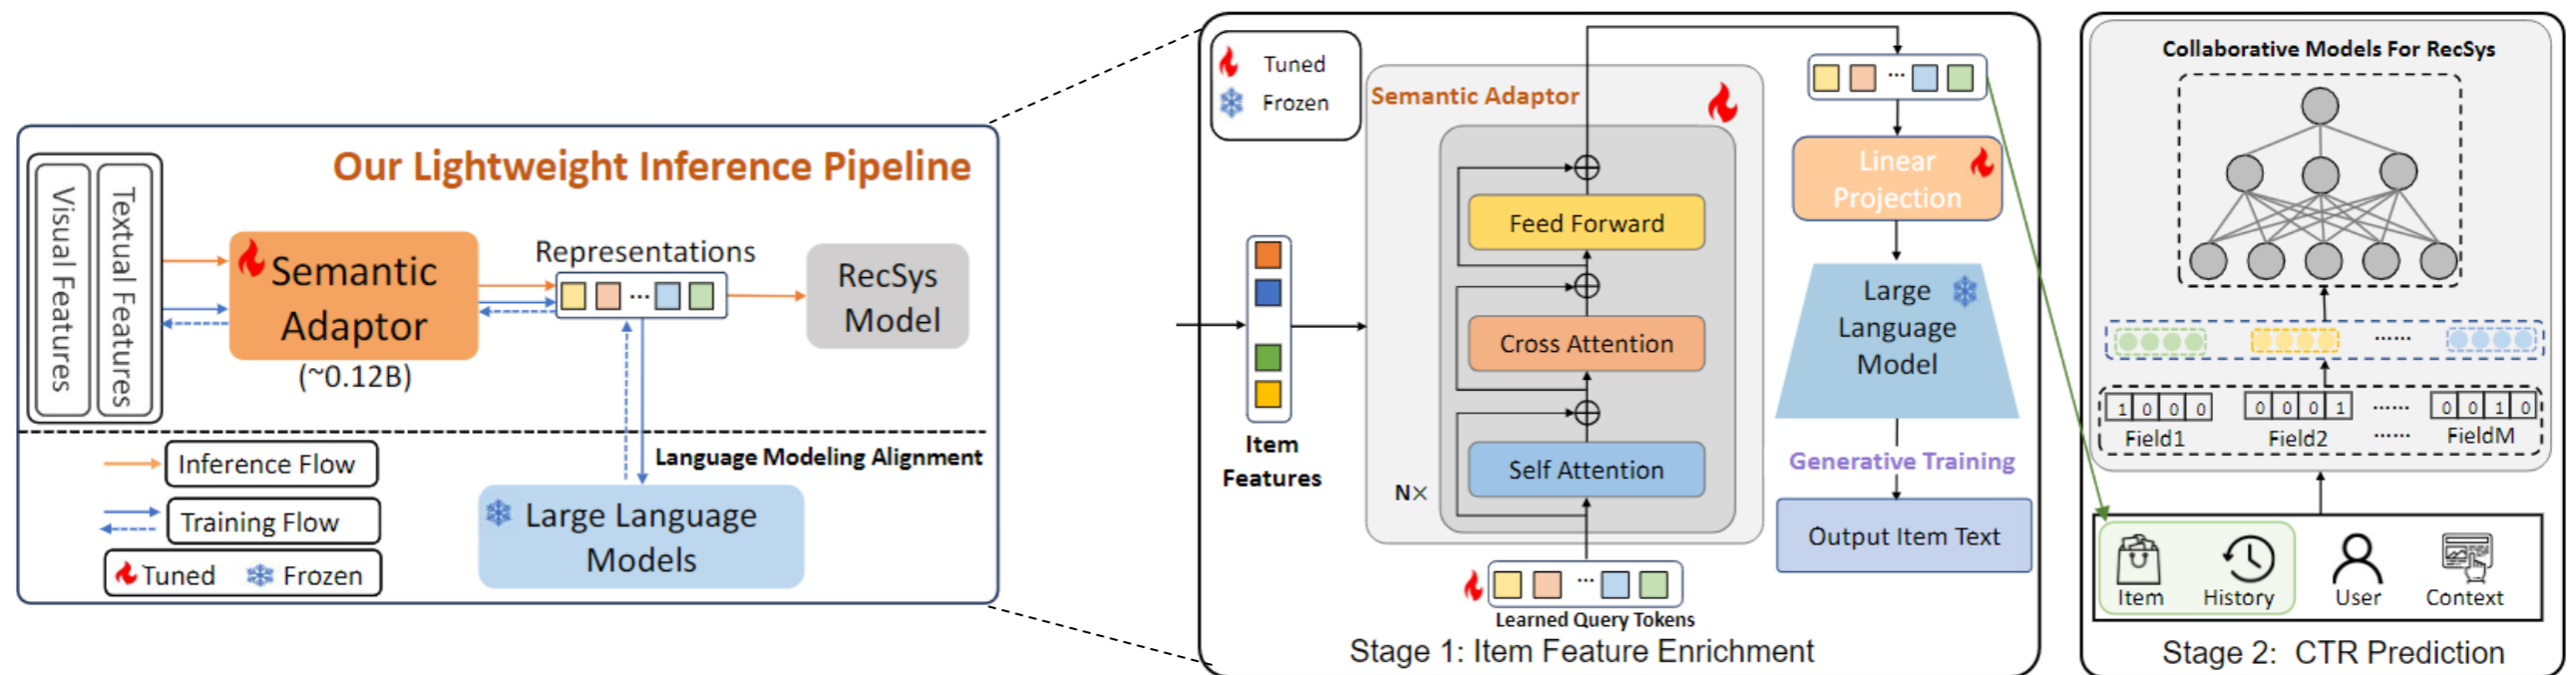 Our Lightweight Inference Pipeline
Visual Features
Textual Features
Semantic
Adaptor
(~0.12B)
Representations
...
RecSys
Model
Language Modeling Alignment
Inference Flow
Training Flow
Tuned
Frozen
Large Language
Models
Tuned
Frozen
Semantic Adaptor
Item
Features
Feed Forward
Cross Attention
Self Attention
N×
...
Learned Query Tokens
...
Linear
Projection
Large
Language
Model
Generative Training
Output Item Text
Stage 1: Item Feature Enrichment
Collaborative Models For RecSys
......
1 0 0 0
0 0 0 1
......
0 0 1 0
Field1
Field2
......
FieldM
Item
History
User
Context
Stage 2: CTR Prediction